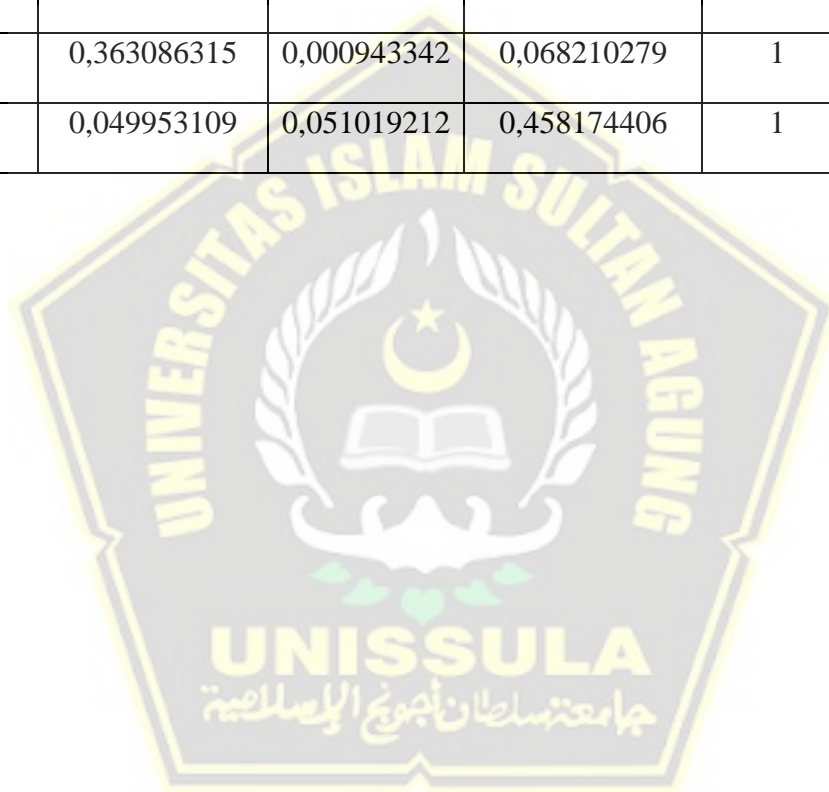 0,363086315 0,000943342 0,068210279 1
0,049953109 0,051019212 0,458174406 1
UNIVERSITAS ISLAM SULTAN AGUNG
UNISSULA
جامعة سلطان أجونج الإسلامية